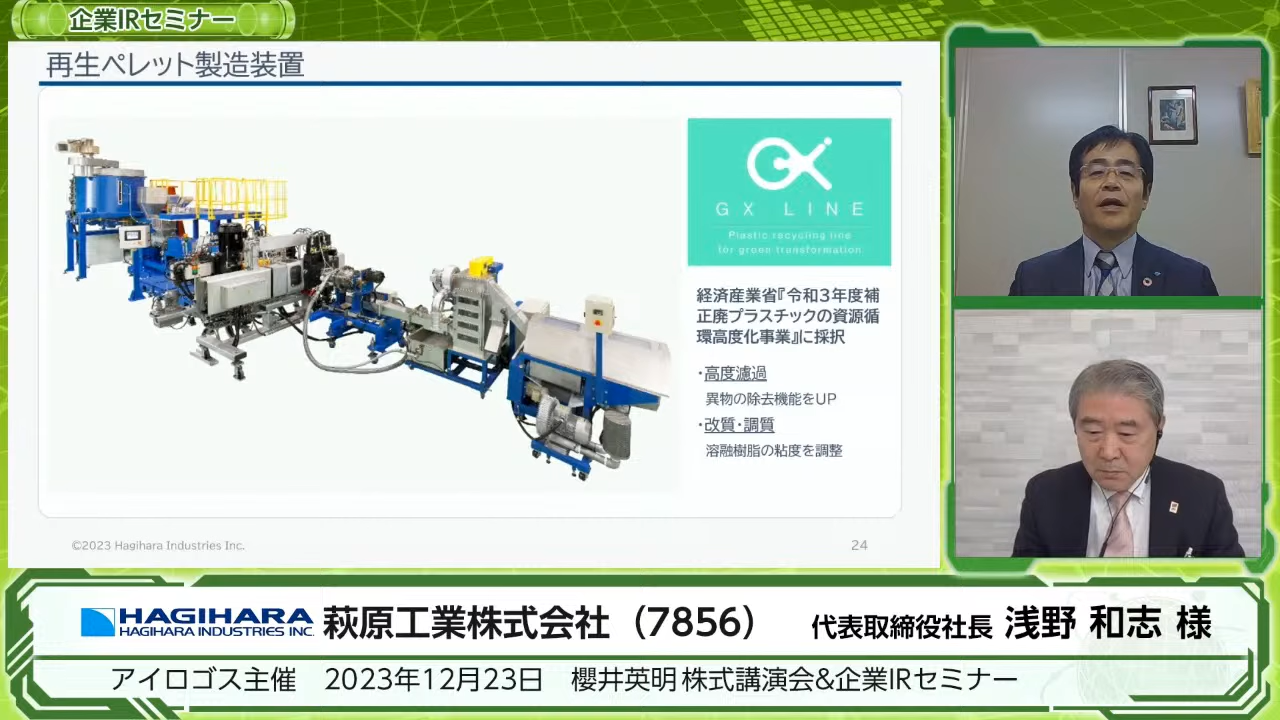 企業IRセミナー
再生ペレット製造装置
GX LINE
Plastic recycling line
for green transformation
経済産業省『令和3年度補
正廃プラスチックの資源循
環高度化事業』に採択
・高度濾過
異物の除去機能をUP
・改質・調質
溶融樹脂の粘度を調整
©2023 Hagihara Industries Inc.
24
HAGIHARA
HAGIHARA INDUSTRIES INC.
萩原工業株式会社（7856） 代表取締役社長 浅野 和志 様
アイロゴス主催 2023年12月23日 櫻井英明 株式講演会&企業IRセミナー